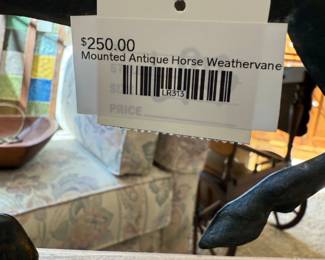 $250.00
Mounted Antique Horse Weathervane
LR313
PRICE